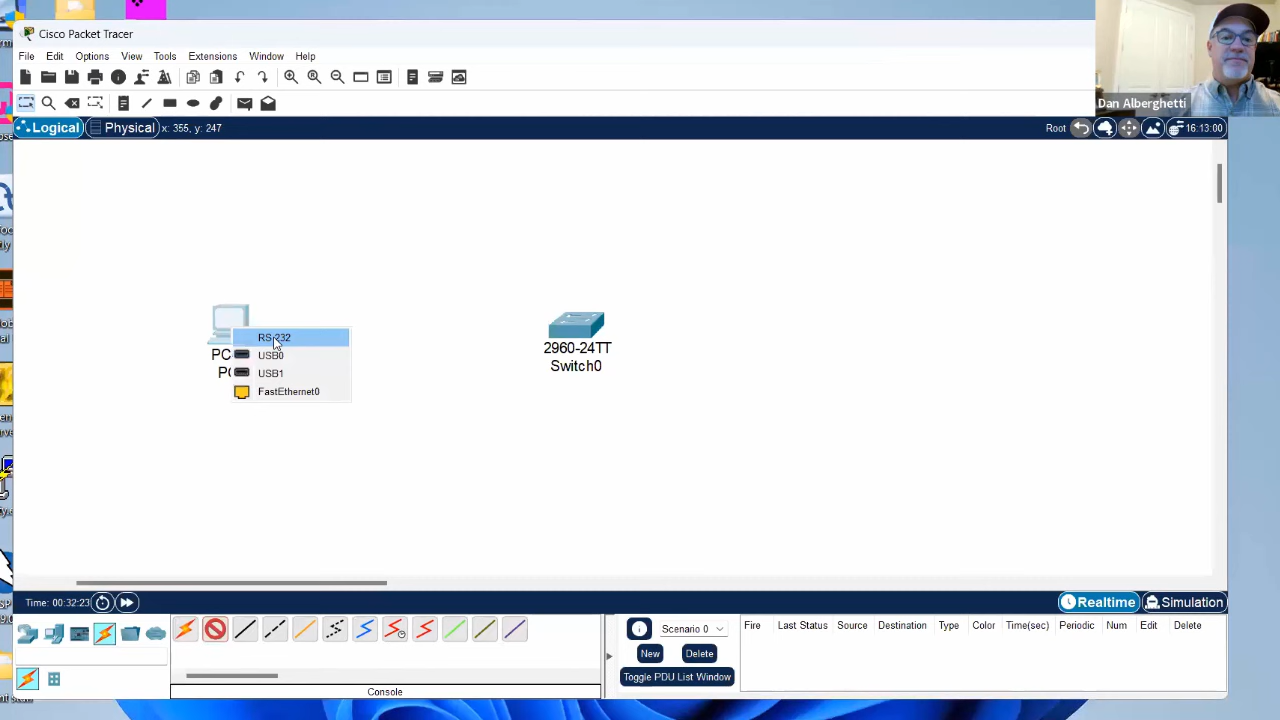 Cisco Packet Tracer
File Edit Options View Tools Extensions Window Help
Dan Alberghetti
Logical Physical x: 355, y: 247 Root 16:13:00
RS-232
USB0
USB1
FastEthernet0
PC
PC
2960-24TT
Switch0
Time: 00:32:23 Realtime Simulation
Scenario 0
New Delete
Toggle PDU List Window
Fire Last Status Source Destination Type Color Time(sec) Periodic Num Edit Delete
Console